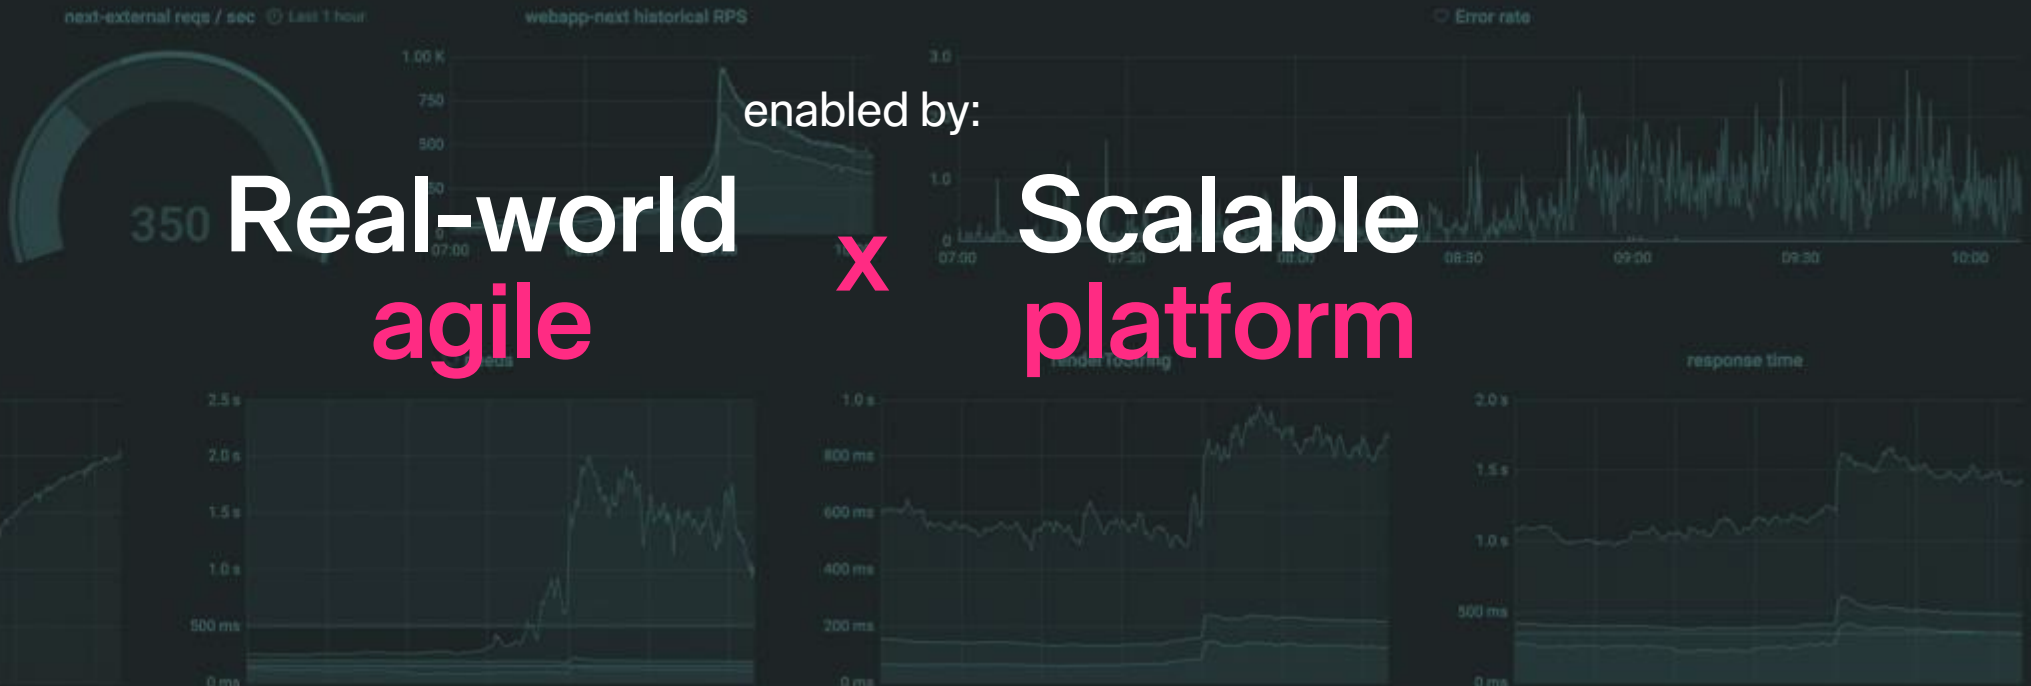 next-external reqs / sec Last 1 hour
webapp-next historical RPS
Error rate
1.00 K
750
500
350
07:00
3.0
1.0
0
07:00
08:00
08:30
09:00
09:30
10:00
enabled by:
Real-world
agile
x
Scalable
platform
2.5 s
2.0 s
1.5 s
1.0 s
500 ms
0 ms
renderToString
1.0 s
800 ms
600 ms
400 ms
200 ms
0 ms
response time
2.0 s
1.5 s
1.0 s
500 ms
0 ms